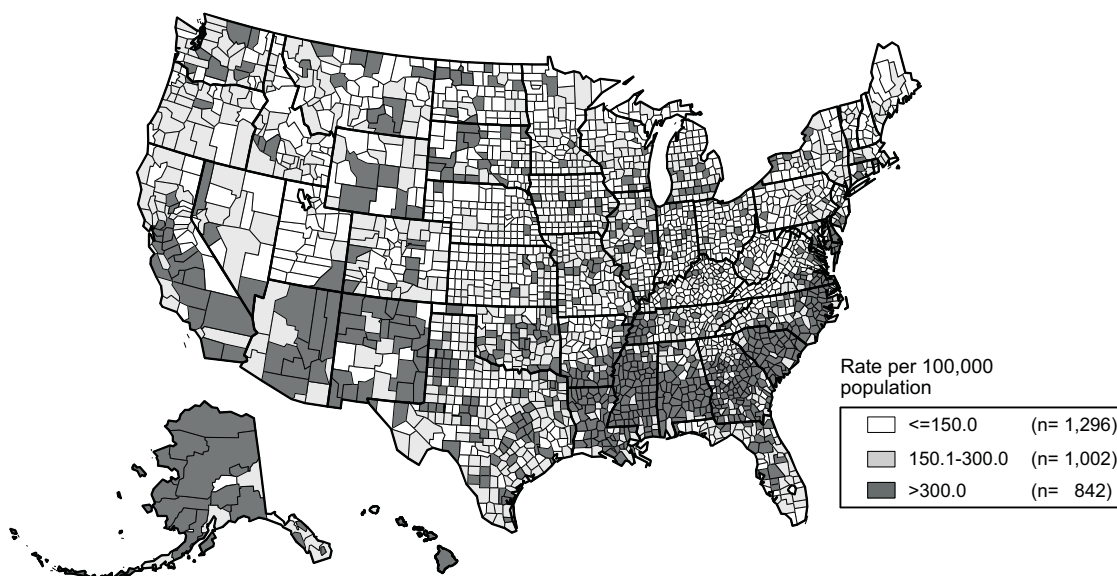 Rate per 100,000
population
<=150.0 (n= 1,296)
150.1-300.0 (n= 1,002)
>300.0 (n= 842)